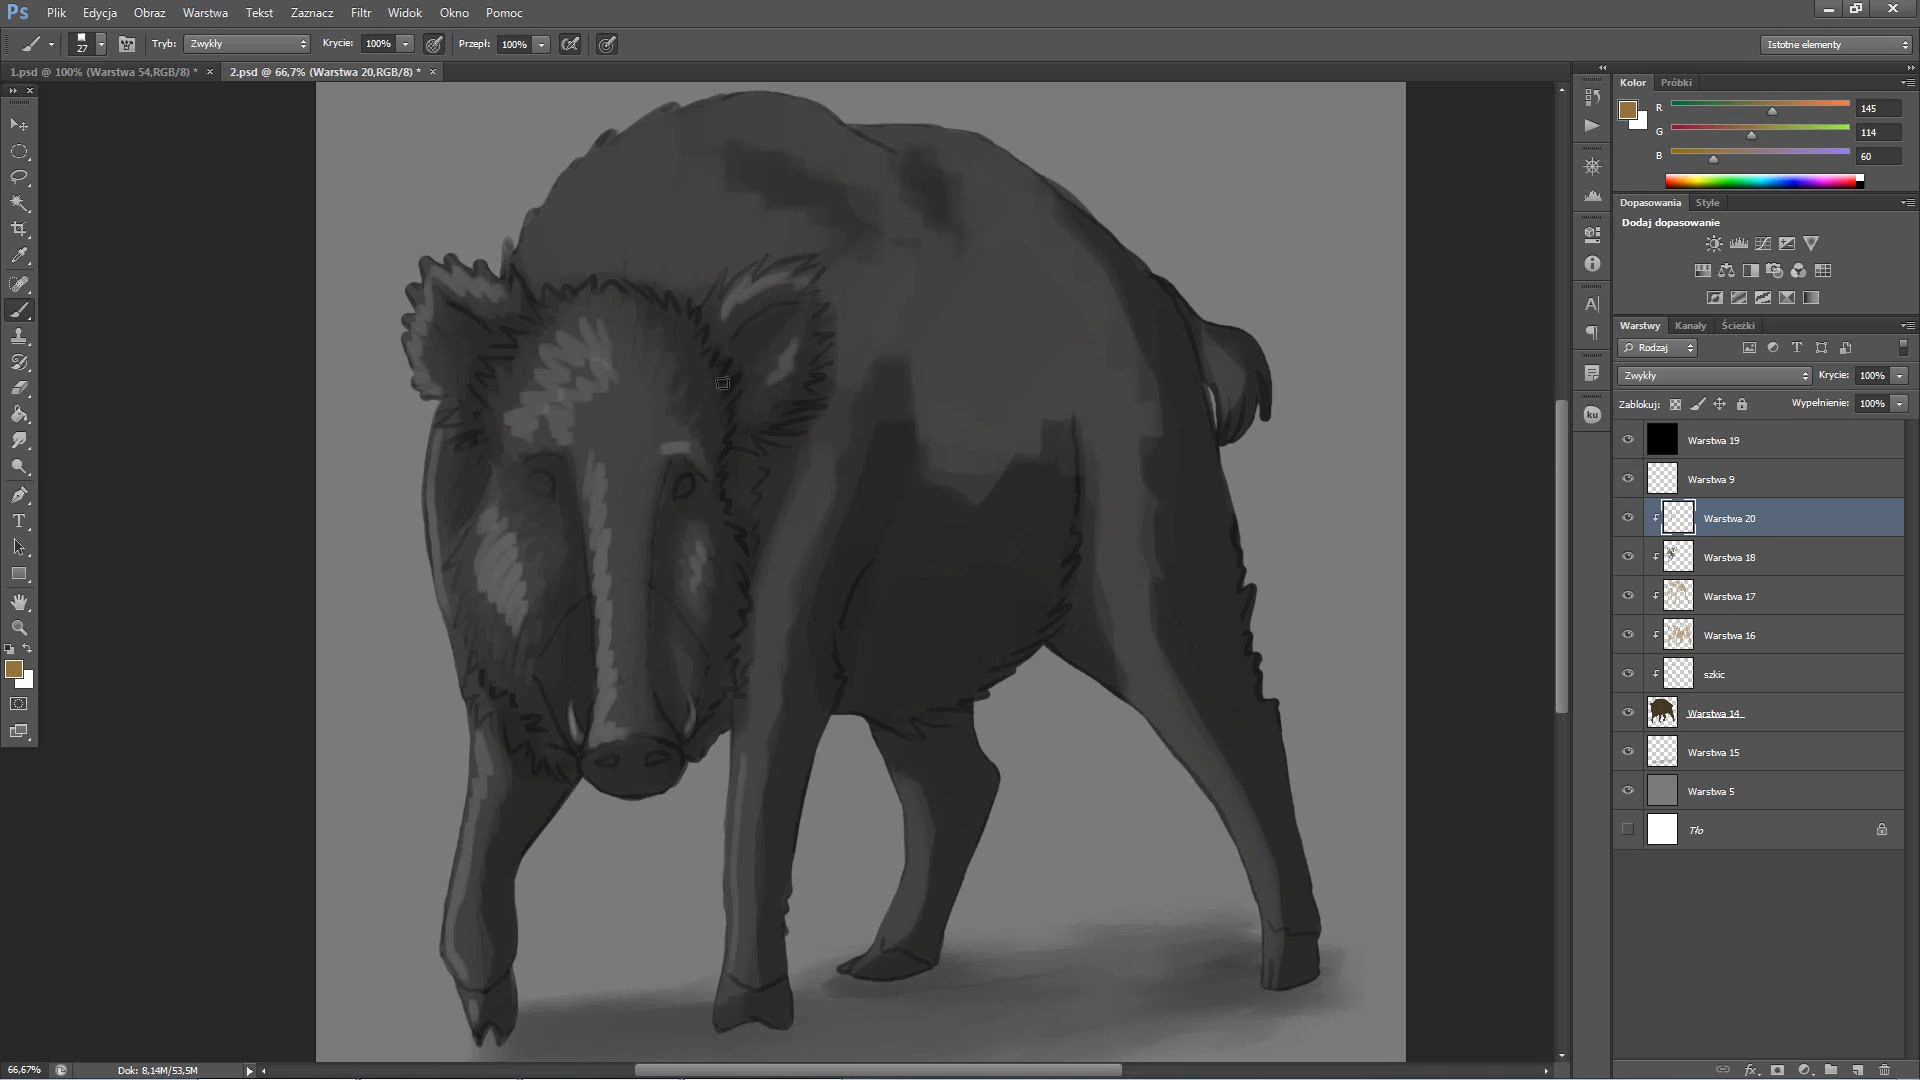 Ps Plik Edycja Obraz Warstwa Tekst Zaznacz Filtr Widok Okno Pomoc
27 Tryb: Zwykły Krycie: 100% Przepł: 100% Istotne elementy
1.psd @ 100% (Warstwa 54,RGB/8) * × 2.psd @ 66,7% (Warstwa 20,RGB/8) * ×
Kolor Próbki
R 145
G 114
B 60
Dopasowania Style
Dodaj dopasowanie
Warstwy Kanały Ścieżki
Rodzaj
Zwykły Krycie: 100%
Zablokuj: Wypełnienie: 100%
Warstwa 19
Warstwa 9
Warstwa 20
Warstwa 18
Warstwa 17
Warstwa 16
szkic
Warstwa 14
Warstwa 15
Warstwa 5
Tło
ku
66,67% Dok: 8,14M/53,5M